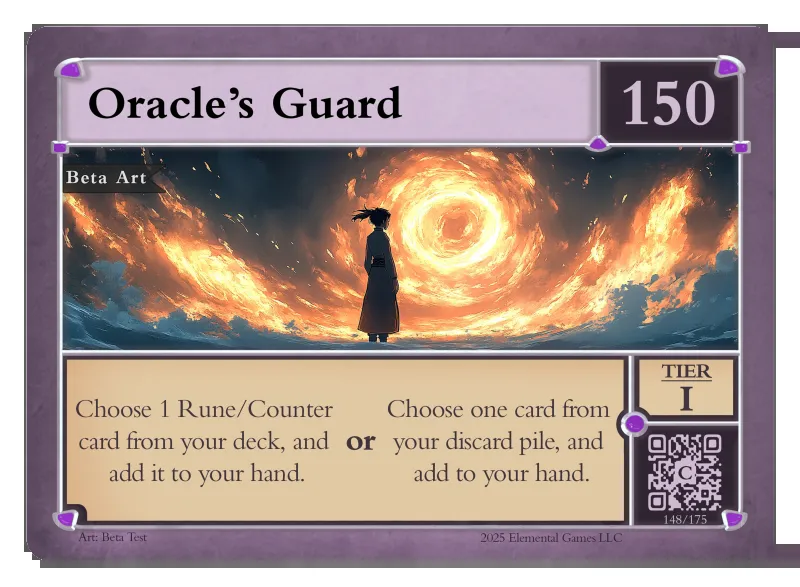 Oracle's Guard
150
Beta Art
Choose 1 Rune/Counter
card from your deck, and
add it to your hand.
or
Choose one card from
your discard pile, and
add to your hand.
TIER
I
C
148/175
Art: Beta Test
2025 Elemental Games LLC